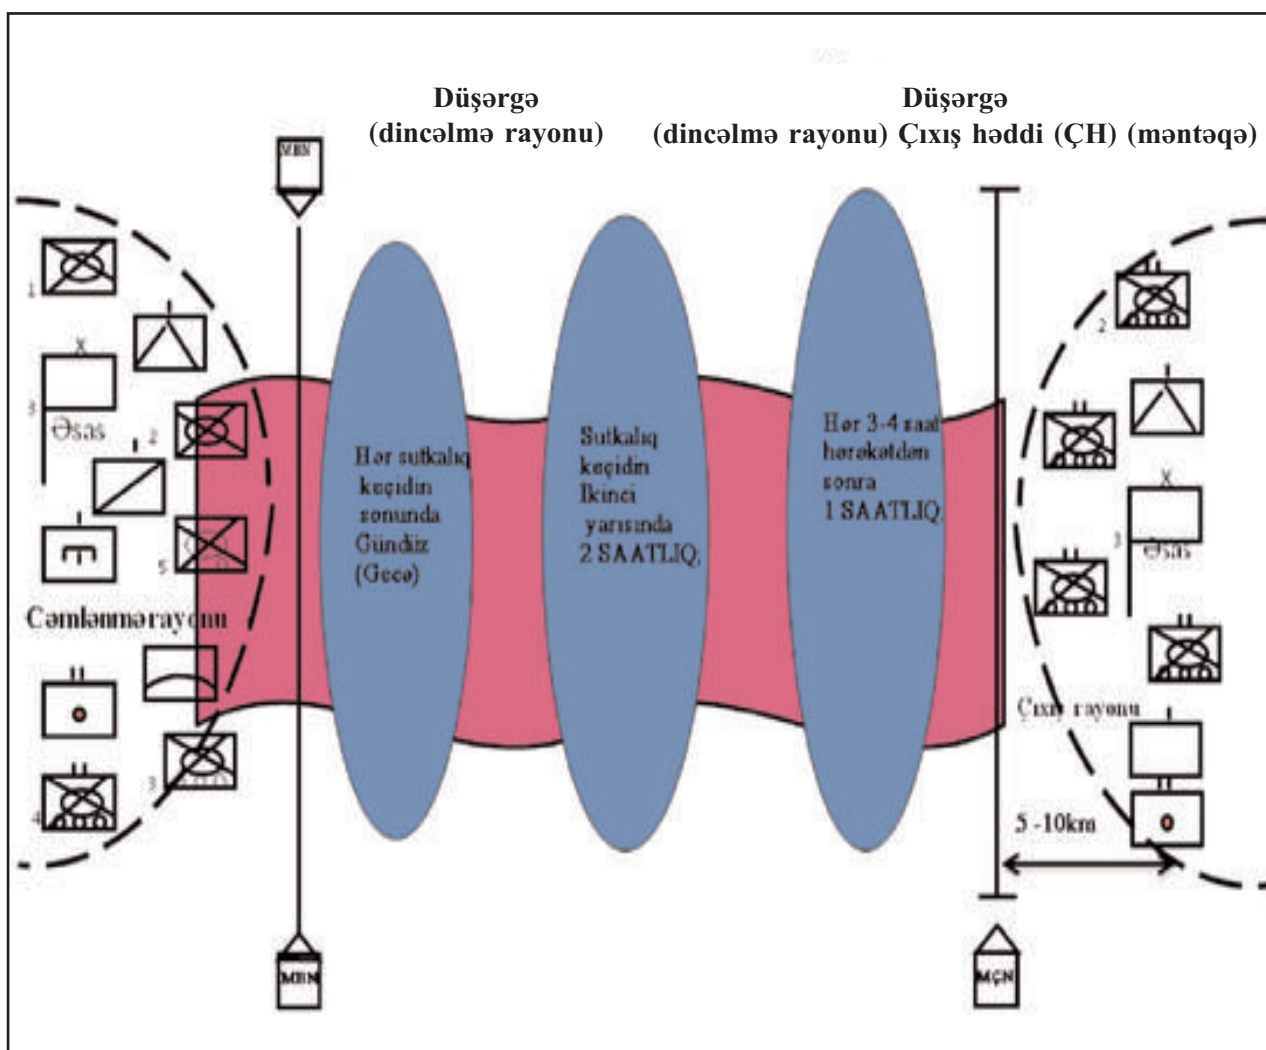 Düşərgə
(dincəlmə rayonu)
Düşərgə
(dincəlmə rayonu) Çıxış həddi (ÇH) (məntəqə)
MBN
1
X
3
Əsas
2
5
Cəmlənmə rayonu
3
4
Hər sutkalıq
keçidin
sonunda
Gündüz
(Gecə)
Sutkalıq
keçidin
İkinci
yarısında
2 SAATLIQ.
Hər 3-4 saat
hərəkətdən
sonra
1 SAATLIQ.
2
X
3
Əsas
Çıxış rayonu
5 -10km
MBN
MÇN